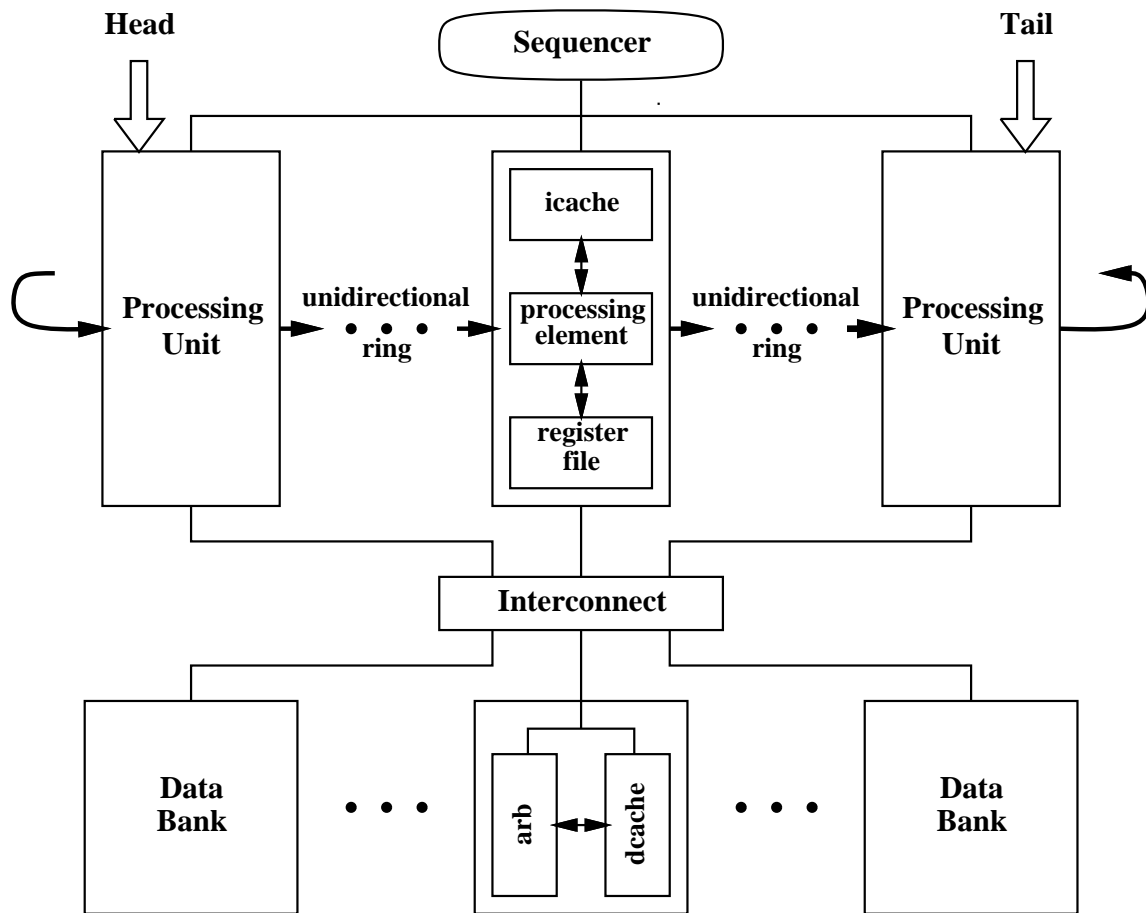 Head
Sequencer
Tail
icache
Processing
Unit
unidirectional
ring
processing
element
unidirectional
ring
Processing
Unit
register
file
Interconnect
Data
Bank
arb
dcache
Data
Bank